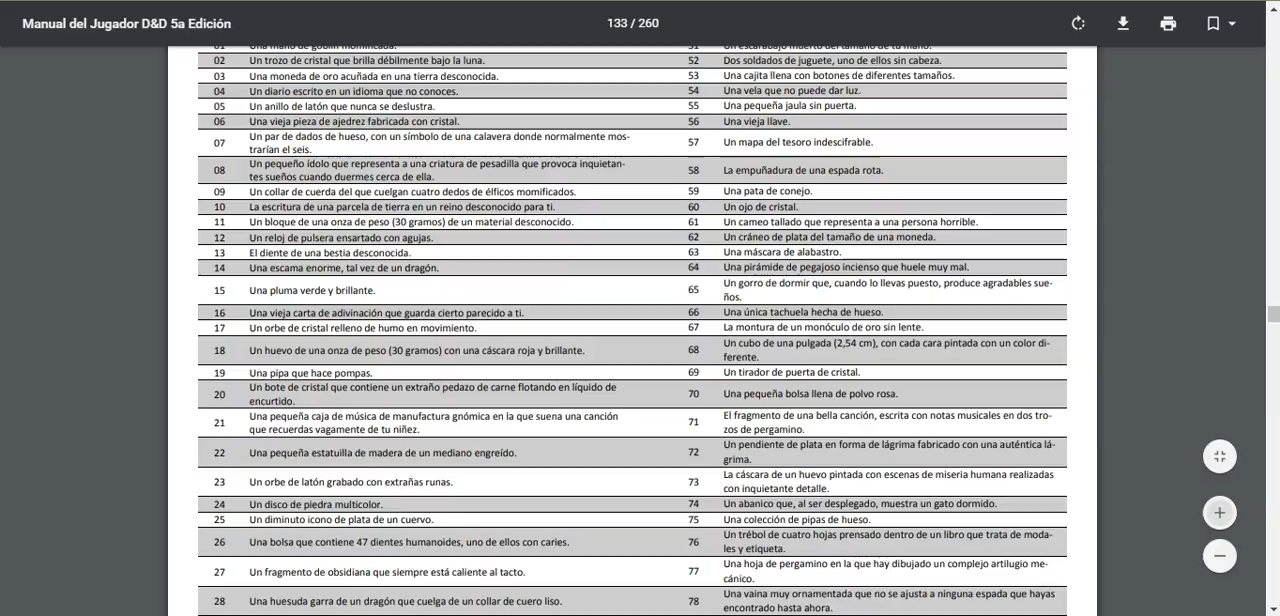 Manual del Jugador D&D 5a Edición
133 / 260
01 Una mano de goblin momificada.
02 Un trozo de cristal que brilla débilmente bajo la luna.
03 Una moneda de oro acuñada en una tierra desconocida.
04 Un diario escrito en un idioma que no conoces.
05 Un anillo de latón que nunca se deslustra.
06 Una vieja pieza de ajedrez fabricada con cristal.
07 Un par de dados de hueso, con un símbolo de una calavera donde normalmente mos-
trarían el seis.
08 Un pequeño ídolo que representa a una criatura de pesadilla que provoca inquietan-
tes sueños cuando duermes cerca de ella.
09 Un collar de cuerda del que cuelgan cuatro dedos de élficos momificados.
10 La escritura de una parcela de tierra en un reino desconocido para ti.
11 Un bloque de una onza de peso (30 gramos) de un material desconocido.
12 Un reloj de pulsera ensartado con agujas.
13 El diente de una bestia desconocida.
14 Una escama enorme, tal vez de un dragón.
15 Una pluma verde y brillante.
16 Una vieja carta de adivinación que guarda cierto parecido a ti.
17 Un orbe de cristal relleno de humo en movimiento.
18 Un huevo de una onza de peso (30 gramos) con una cáscara roja y brillante.
19 Una pipa que hace pompas.
20 Un bote de cristal que contiene un extraño pedazo de carne flotando en líquido de
encurtido.
21 Una pequeña caja de música de manufactura gnómica en la que suena una canción
que recuerdas vagamente de tu niñez.
22 Una pequeña estatuilla de madera de un mediano engreído.
23 Un orbe de latón grabado con extrañas runas.
24 Un disco de piedra multicolor.
25 Un diminuto icono de plata de un cuervo.
26 Una bolsa que contiene 47 dientes humanoides, uno de ellos con caries.
27 Un fragmento de obsidiana que siempre está caliente al tacto.
28 Una huesuda garra de un dragón que cuelga de un collar de cuero liso.
51 Un escarabajo muerto del tamaño de tu mano.
52 Dos soldados de juguete, uno de ellos sin cabeza.
53 Una cajita llena con botones de diferentes tamaños.
54 Una vela que no puede dar luz.
55 Una pequeña jaula sin puerta.
56 Una vieja llave.
57 Un mapa del tesoro indescifrable.
58 La empuñadura de una espada rota.
59 Una pata de conejo.
60 Un ojo de cristal.
61 Un cameo tallado que representa a una persona horrible.
62 Un cráneo de plata del tamaño de una moneda.
63 Una máscara de alabastro.
64 Una pirámide de pegajoso incienso que huele muy mal.
65 Un gorro de dormir que, cuando lo llevas puesto, produce agradables sue-
ños.
66 Una única tachuela hecha de hueso.
67 La montura de un monóculo de oro sin lente.
68 Un cubo de una pulgada (2,54 cm), con cada cara pintada con un color di-
ferente.
69 Un tirador de puerta de cristal.
70 Una pequeña bolsa llena de polvo rosa.
71 El fragmento de una bella canción, escrita con notas musicales en dos tro-
zos de pergamino.
72 Un pendiente de plata en forma de lágrima fabricado con una auténtica lá-
grima.
73 La cáscara de un huevo pintada con escenas de miseria humana realizadas
con inquietante detalle.
74 Un abanico que, al ser desplegado, muestra un gato dormido.
75 Una colección de pipas de hueso.
76 Un trébol de cuatro hojas prensado dentro de un libro que trata de moda-
les y etiqueta.
77 Una hoja de pergamino en la que hay dibujado un complejo artilugio me-
cánico.
78 Una vaina muy ornamentada que no se ajusta a ninguna espada que hayas
encontrado hasta ahora.